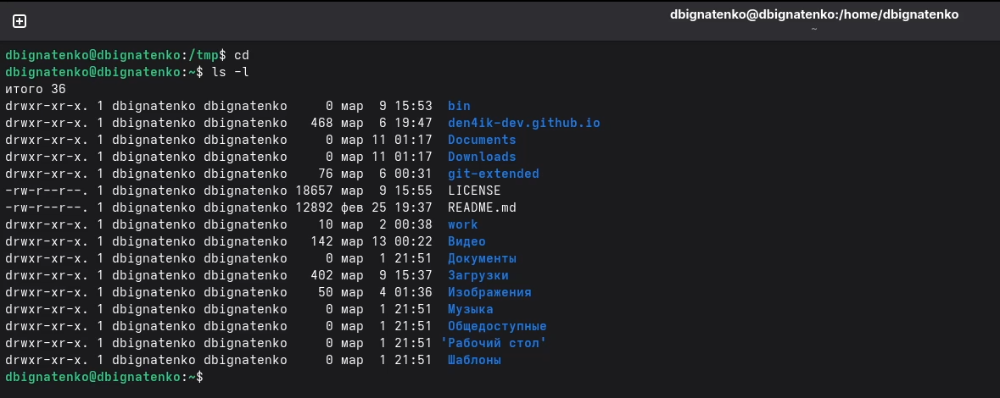 dbignatenko@dbignatenko:/home/dbignatenko
~
dbignatenko@dbignatenko:/tmp$ cd
dbignatenko@dbignatenko:~$ ls -l
итого 36
drwxr-xr-x. 1 dbignatenko dbignatenko     0 мар  9 15:53  bin
drwxr-xr-x. 1 dbignatenko dbignatenko   468 мар  6 19:47  den4ik-dev.github.io
drwxr-xr-x. 1 dbignatenko dbignatenko     0 мар 11 01:17  Documents
drwxr-xr-x. 1 dbignatenko dbignatenko     0 мар 11 01:17  Downloads
drwxr-xr-x. 1 dbignatenko dbignatenko    76 мар  6 00:31  git-extended
-rw-r--r--. 1 dbignatenko dbignatenko 18657 мар  9 15:55  LICENSE
-rw-r--r--. 1 dbignatenko dbignatenko 12892 фев 25 19:37  README.md
drwxr-xr-x. 1 dbignatenko dbignatenko    10 мар  2 00:38  work
drwxr-xr-x. 1 dbignatenko dbignatenko   142 мар 13 00:22  Видео
drwxr-xr-x. 1 dbignatenko dbignatenko     0 мар  1 21:51  Документы
drwxr-xr-x. 1 dbignatenko dbignatenko   402 мар  9 15:37  Загрузки
drwxr-xr-x. 1 dbignatenko dbignatenko    50 мар  4 01:36  Изображения
drwxr-xr-x. 1 dbignatenko dbignatenko     0 мар  1 21:51  Музыка
drwxr-xr-x. 1 dbignatenko dbignatenko     0 мар  1 21:51  Общедоступные
drwxr-xr-x. 1 dbignatenko dbignatenko     0 мар  1 21:51 'Рабочий стол'
drwxr-xr-x. 1 dbignatenko dbignatenko     0 мар  1 21:51  Шаблоны
dbignatenko@dbignatenko:~$